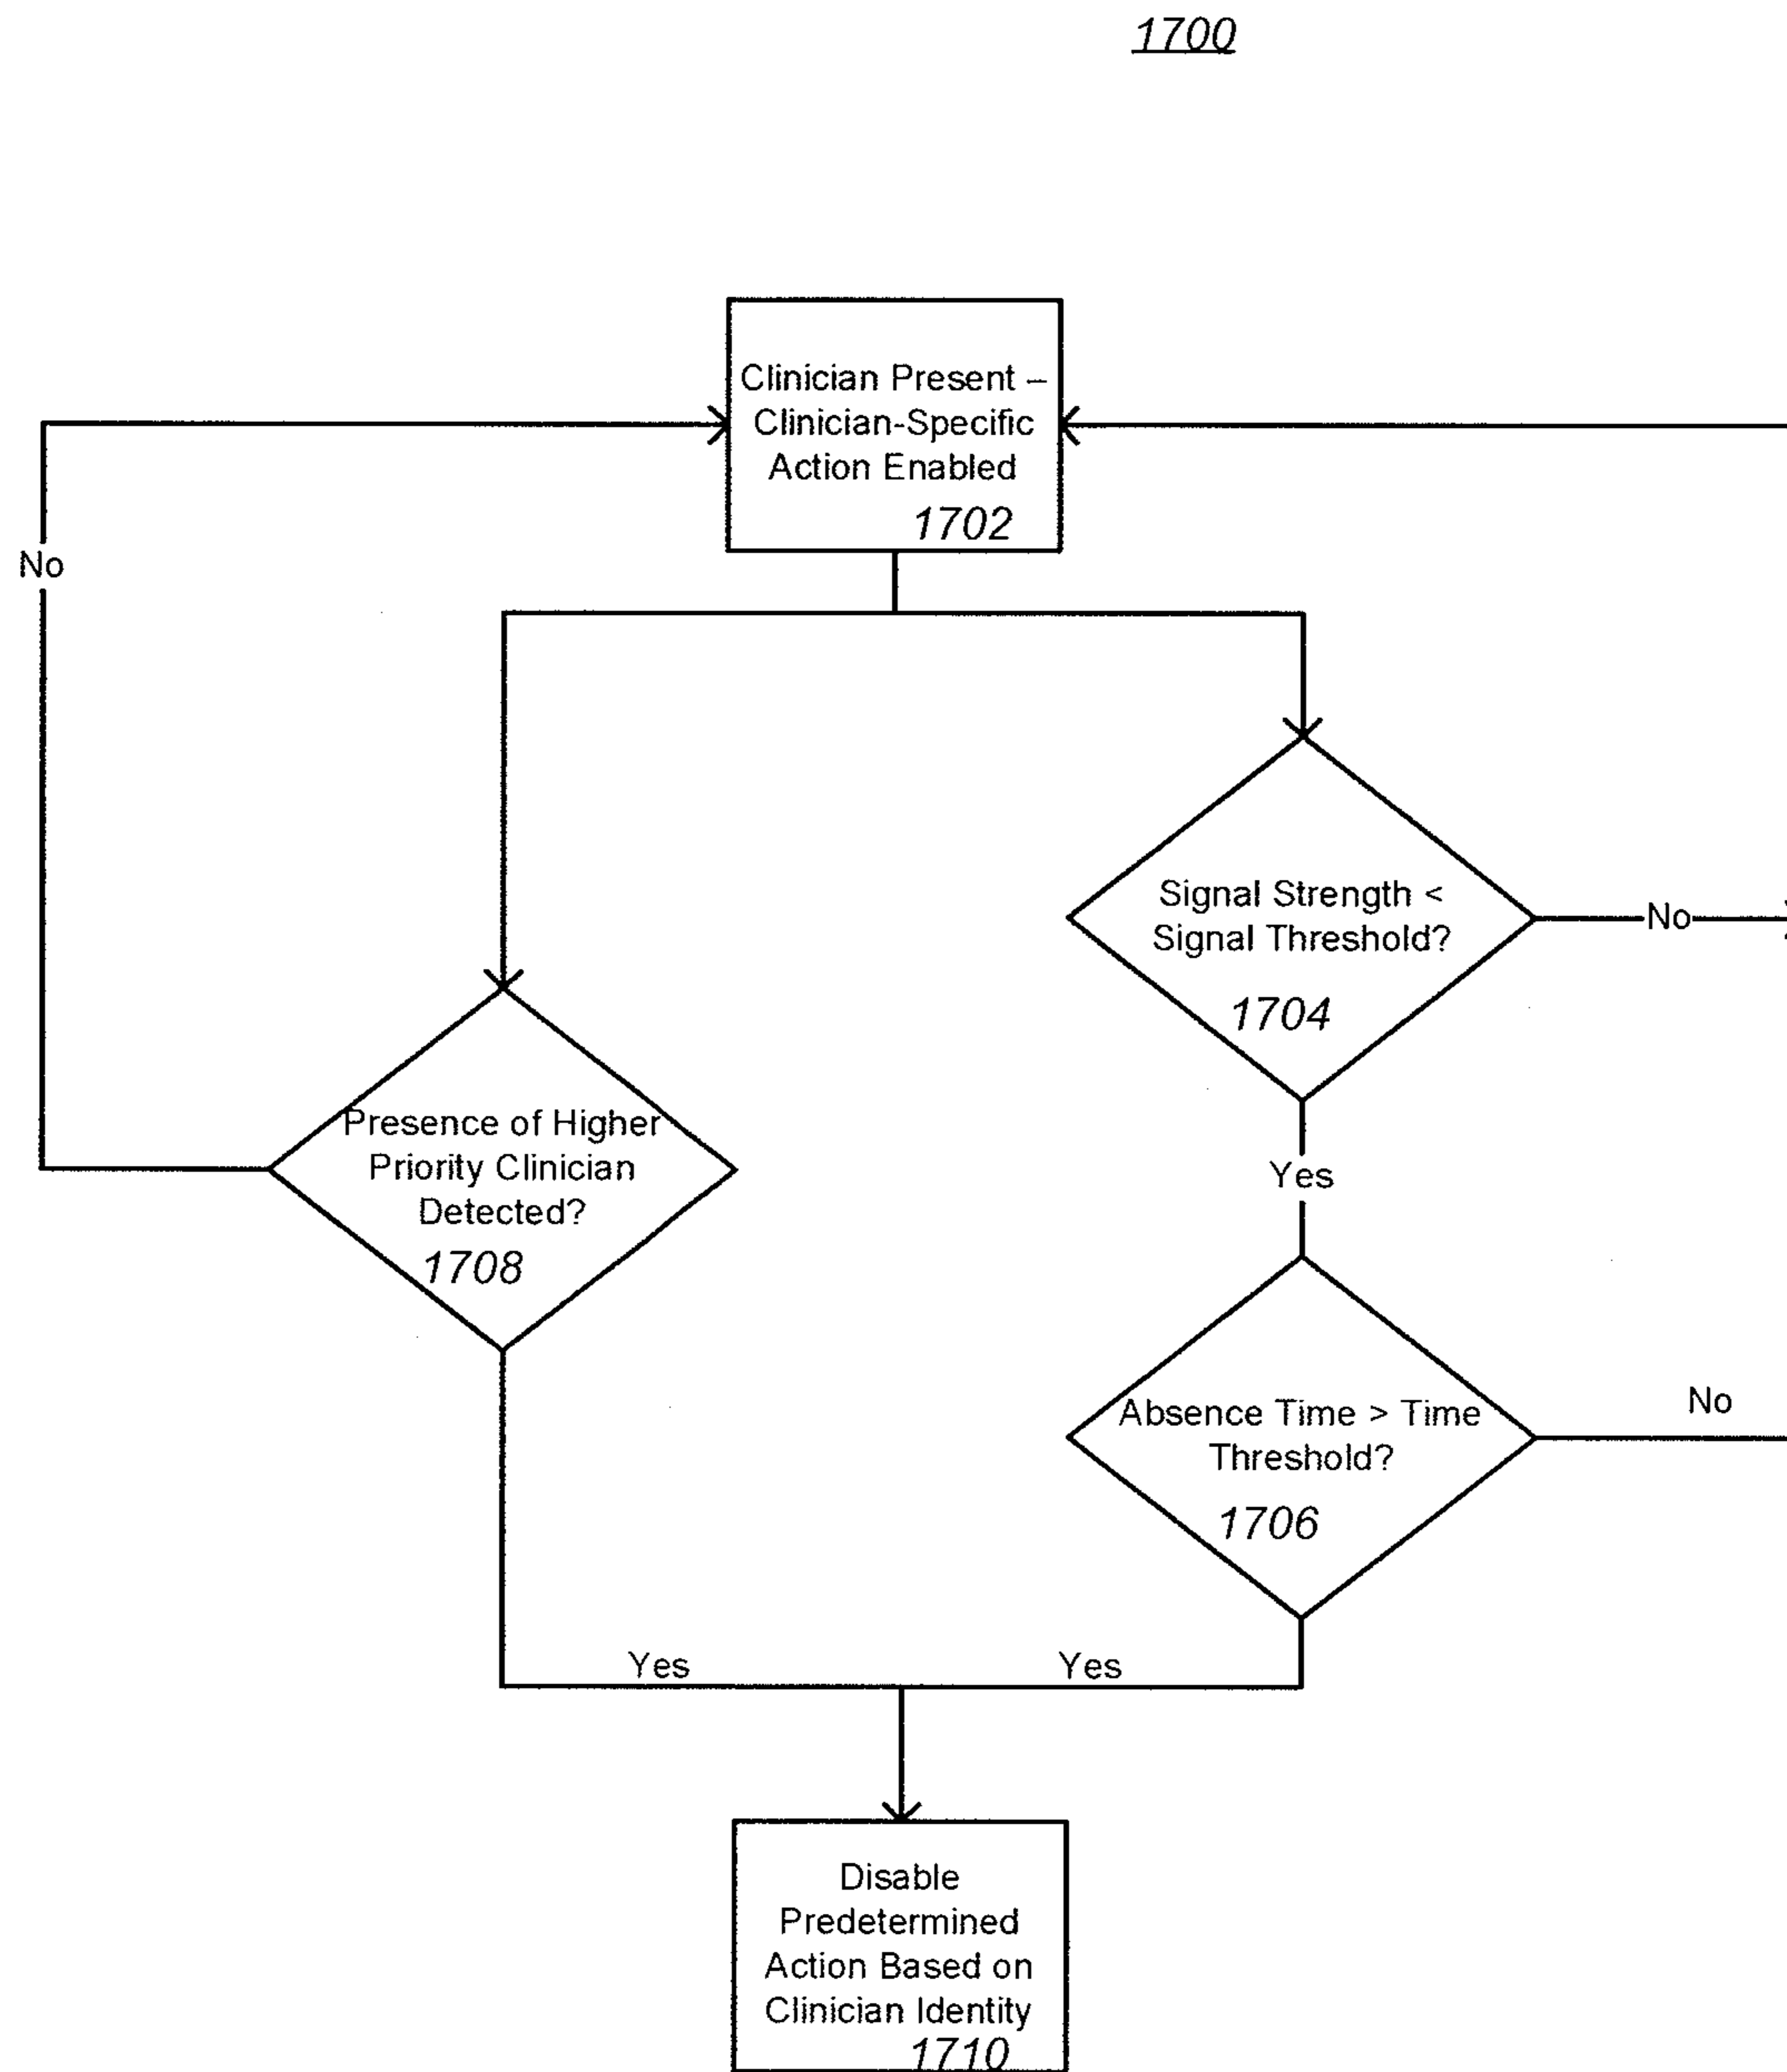 1700
Clinician Present –
Clinician-Specific
Action Enabled
1702
No
Signal Strength <
Signal Threshold?
1704
No
Yes
Presence of Higher
Priority Clinician
Detected?
1708
Absence Time > Time
Threshold?
1706
No
Yes
Yes
Disable
Predetermined
Action Based on
Clinician Identity
1710